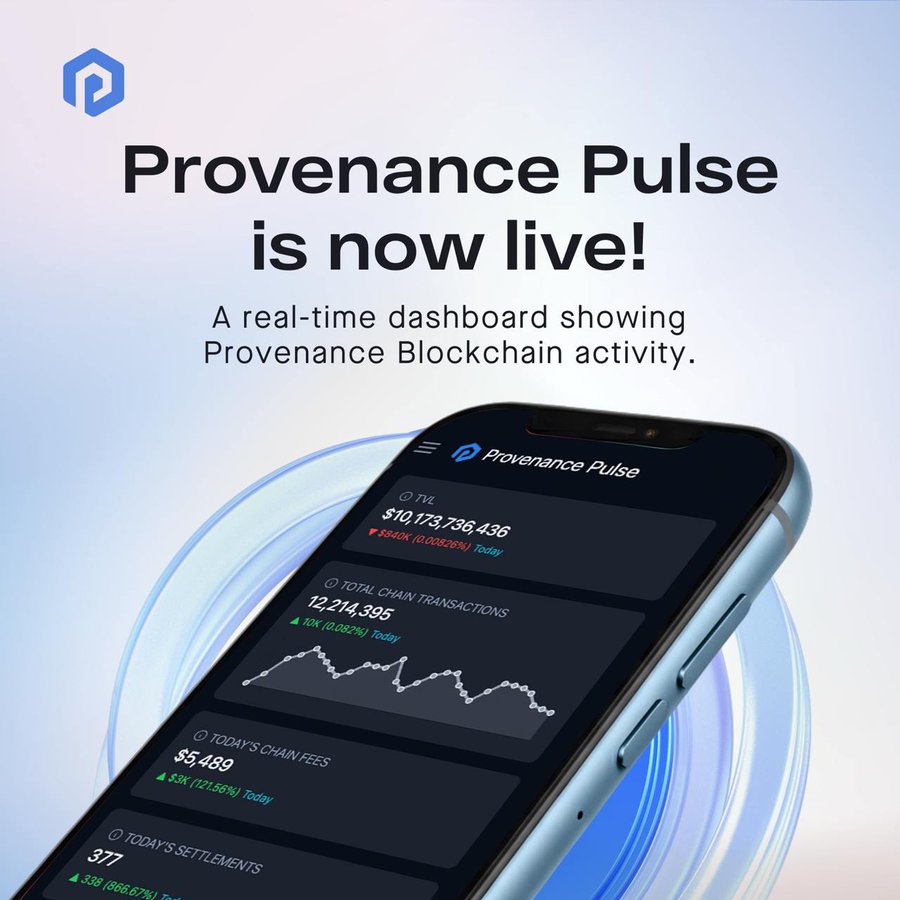 Provenance Pulse
is now live!
A real-time dashboard showing
Provenance Blockchain activity.
Provenance Pulse
TVL
$10,173,736,436
$840K (0.00826%) Today
TOTAL CHAIN TRANSACTIONS
12,214,395
10K (0.082%) Today
TODAY'S CHAIN FEES
$5,489
$3K (121.56%) Today
TODAY'S SETTLEMENTS
377
338 (866.67%)